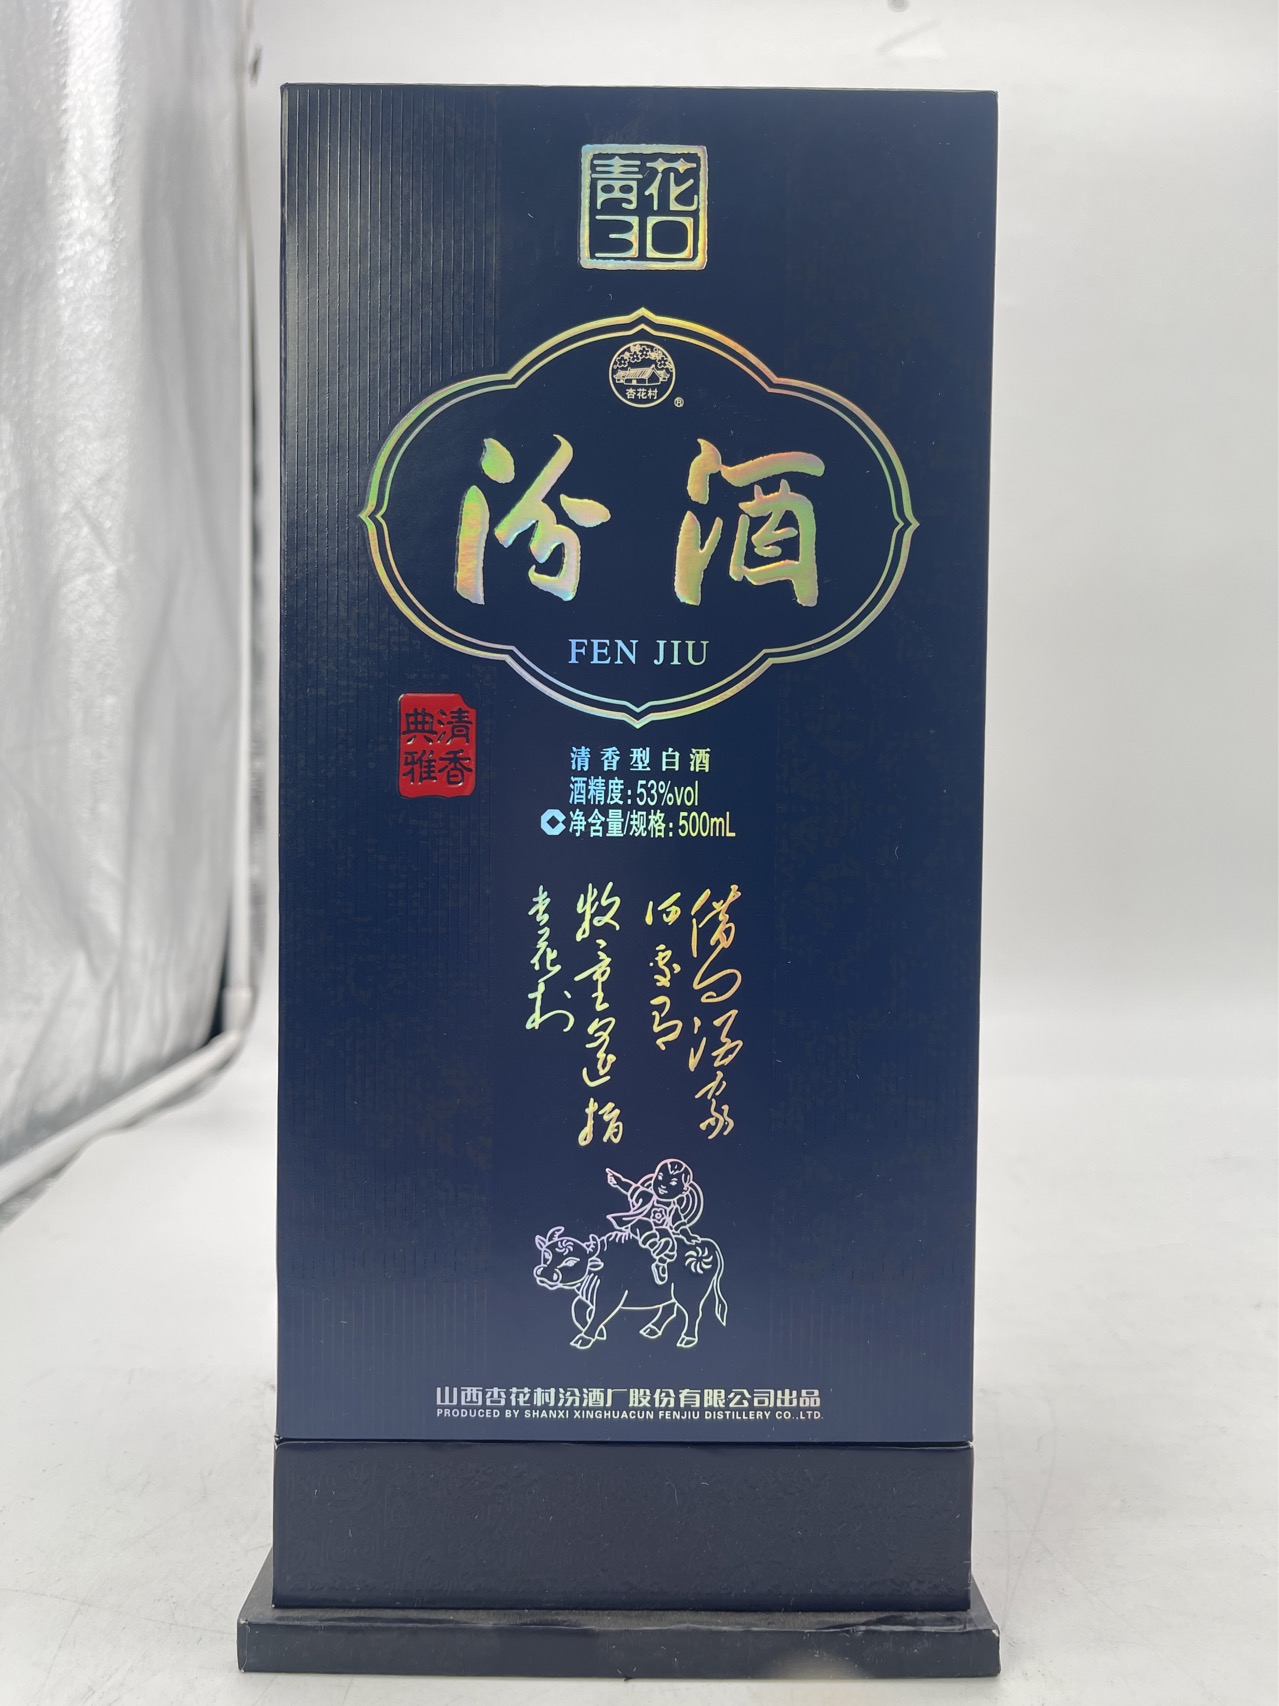 青花
30
杏花村
®
汾酒
FEN JIU
清香
典雅
清香型白酒
酒精度:53%vol
净含量/规格:500mL
借问酒家
何处有
牧童遥指
杏花村
山西杏花村汾酒厂股份有限公司出品
PRODUCED BY SHANXI XINGHUACUN FENJIU DISTILLERY CO.,LTD.